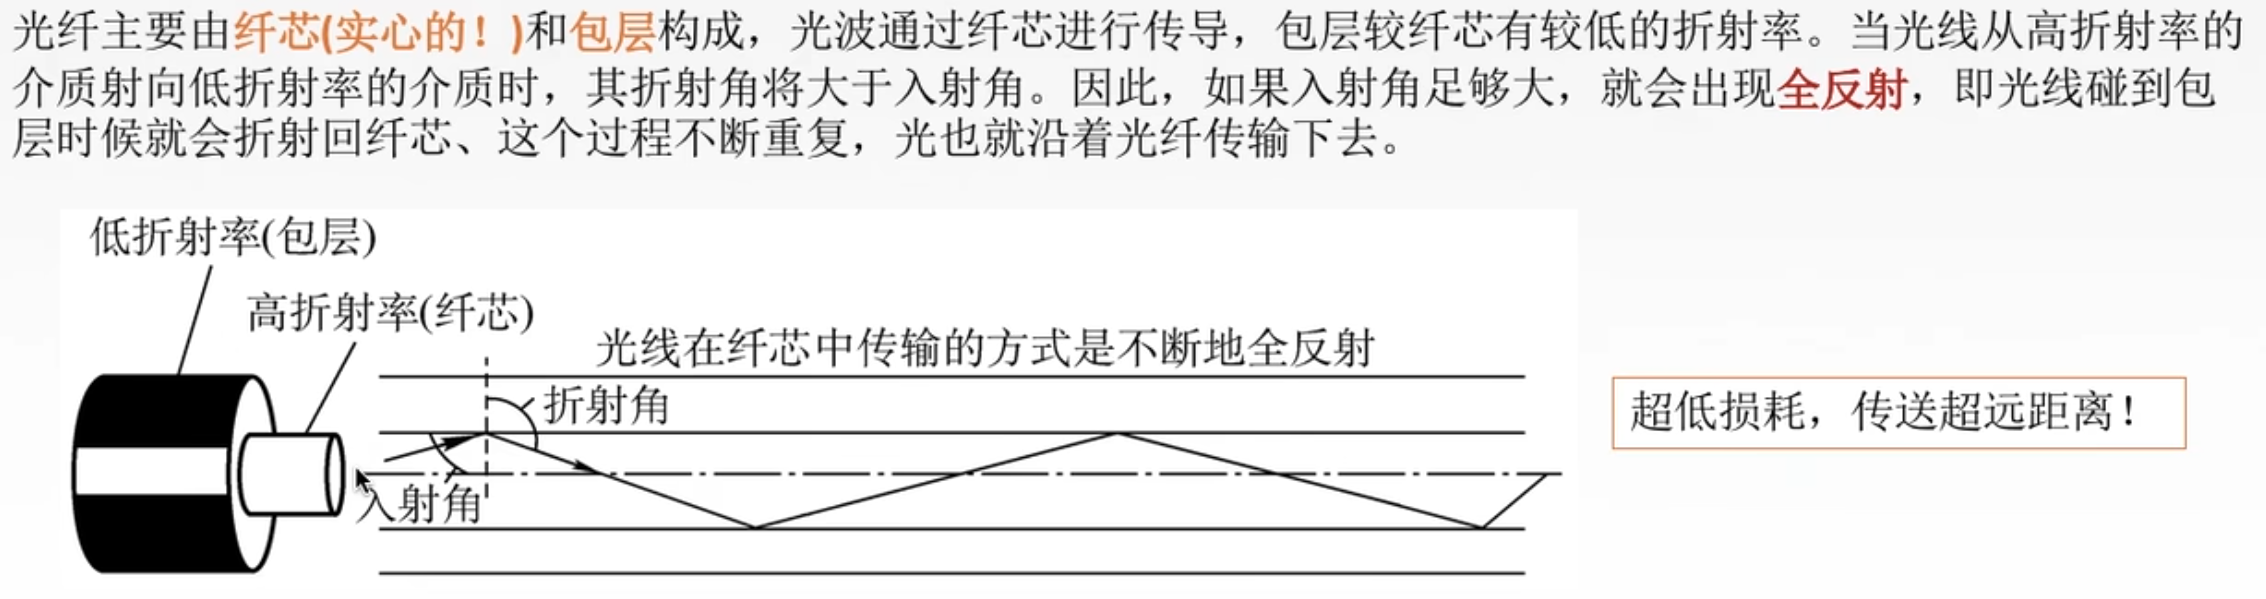 光纤主要由纤芯(实心的！)和包层构成，光波通过纤芯进行传导，包层较纤芯有较低的折射率。当光线从高折射率的
介质射向低折射率的介质时，其折射角将大于入射角。因此，如果入射角足够大，就会出现全反射，即光线碰到包
层时候就会折射回纤芯、这个过程不断重复，光也就沿着光纤传输下去。
低折射率(包层)
高折射率(纤芯)
光线在纤芯中传输的方式是不断地全反射
折射角
入射角
超低损耗，传送超远距离！